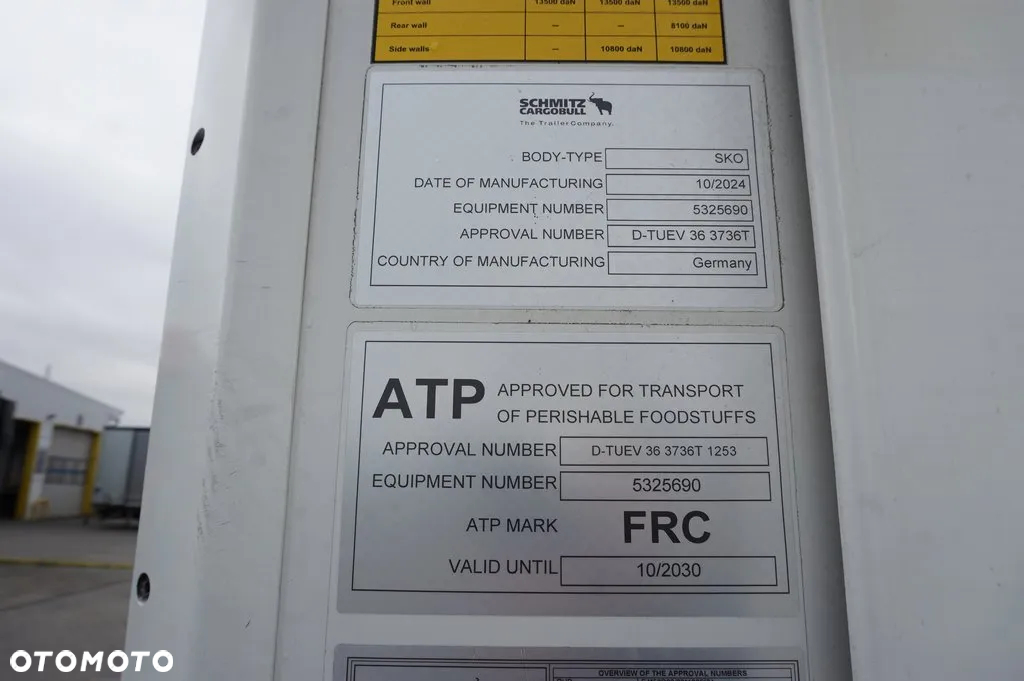 Front wall 13500 daN 13500 daN 13500 daN
Rear wall – – 8100 daN
Side walls – 10800 daN 10800 daN
SCHMITZ
CARGOBULL
The Trailer Company.
BODY-TYPE SKO
DATE OF MANUFACTURING 10/2024
EQUIPMENT NUMBER 5325690
APPROVAL NUMBER D-TUEV 36 3736T
COUNTRY OF MANUFACTURING Germany
ATP APPROVED FOR TRANSPORT
OF PERISHABLE FOODSTUFFS
APPROVAL NUMBER D-TUEV 36 3736T 1253
EQUIPMENT NUMBER 5325690
ATP MARK FRC
VALID UNTIL 10/2030
OVERVIEW OF THE APPROVAL NUMBERS
OTOMOTO